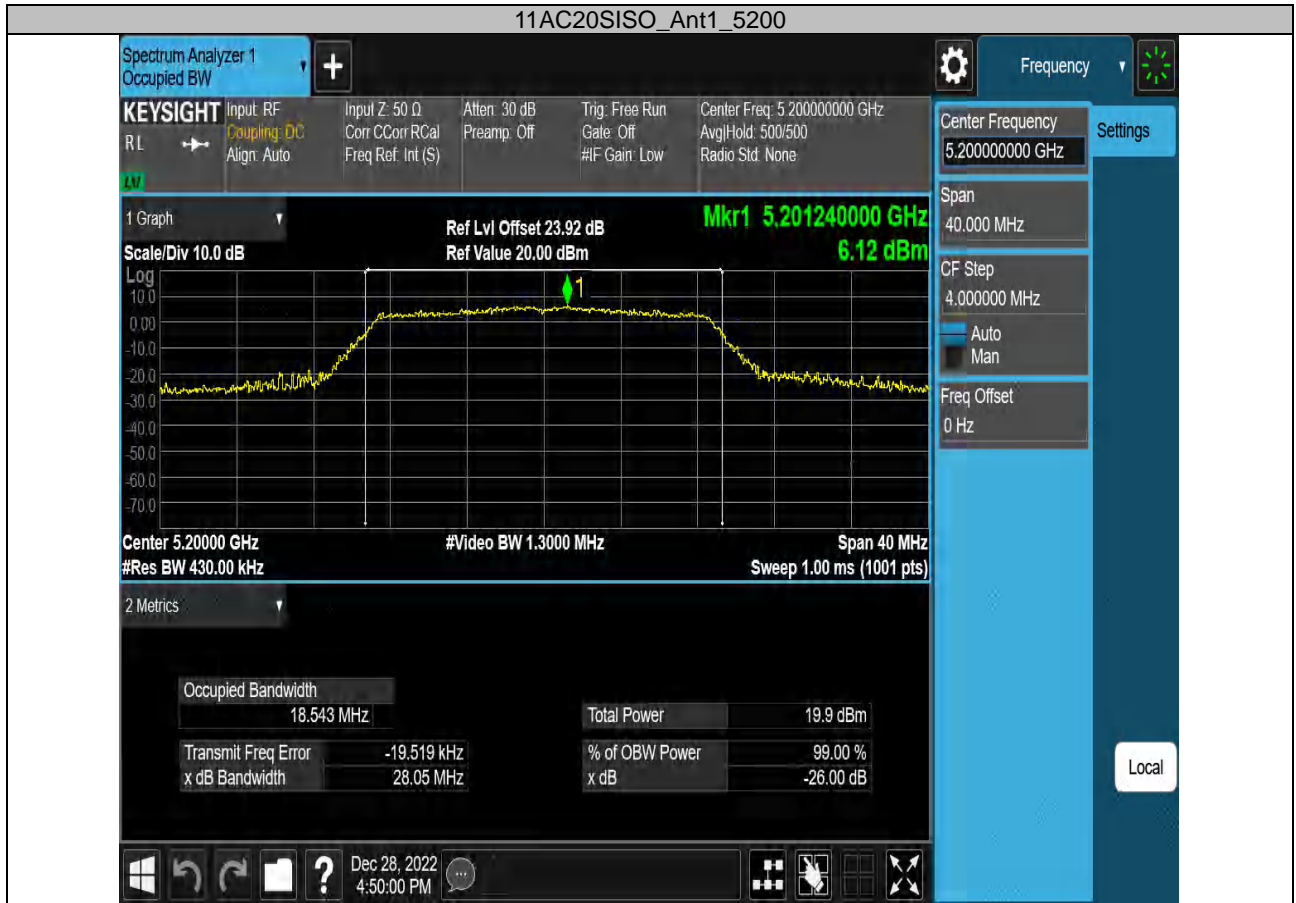 11AC20SISO_Ant1_5200
Spectrum Analyzer 1
Occupied BW
Frequency
KEYSIGHT
RL
Input: RF
Coupling: DC
Align: Auto
Input Z: 50 Ω
Corr CCorr RCal
Freq Ref: Int (S)
Atten: 30 dB
Preamp: Off
Trig: Free Run
Gate: Off
#IF Gain: Low
Center Freq: 5.200000000 GHz
Avg|Hold: 500/500
Radio Std: None
Center Frequency
5.200000000 GHz
Settings
Span
40.000 MHz
CF Step
4.000000 MHz
Auto
Man
Freq Offset
0 Hz
1 Graph
Scale/Div 10.0 dB
Ref Lvl Offset 23.92 dB
Ref Value 20.00 dBm
Mkr1 5.201240000 GHz
6.12 dBm
Log
10.0
0.00
-10.0
-20.0
-30.0
-40.0
-50.0
-60.0
-70.0
1
Center 5.20000 GHz
#Res BW 430.00 kHz
#Video BW 1.3000 MHz
Span 40 MHz
Sweep 1.00 ms (1001 pts)
2 Metrics
Occupied Bandwidth
18.543 MHz
Total Power 19.9 dBm
Transmit Freq Error -19.519 kHz
% of OBW Power 99.00 %
x dB Bandwidth 28.05 MHz
x dB -26.00 dB
Local
?
Dec 28, 2022
4:50:00 PM